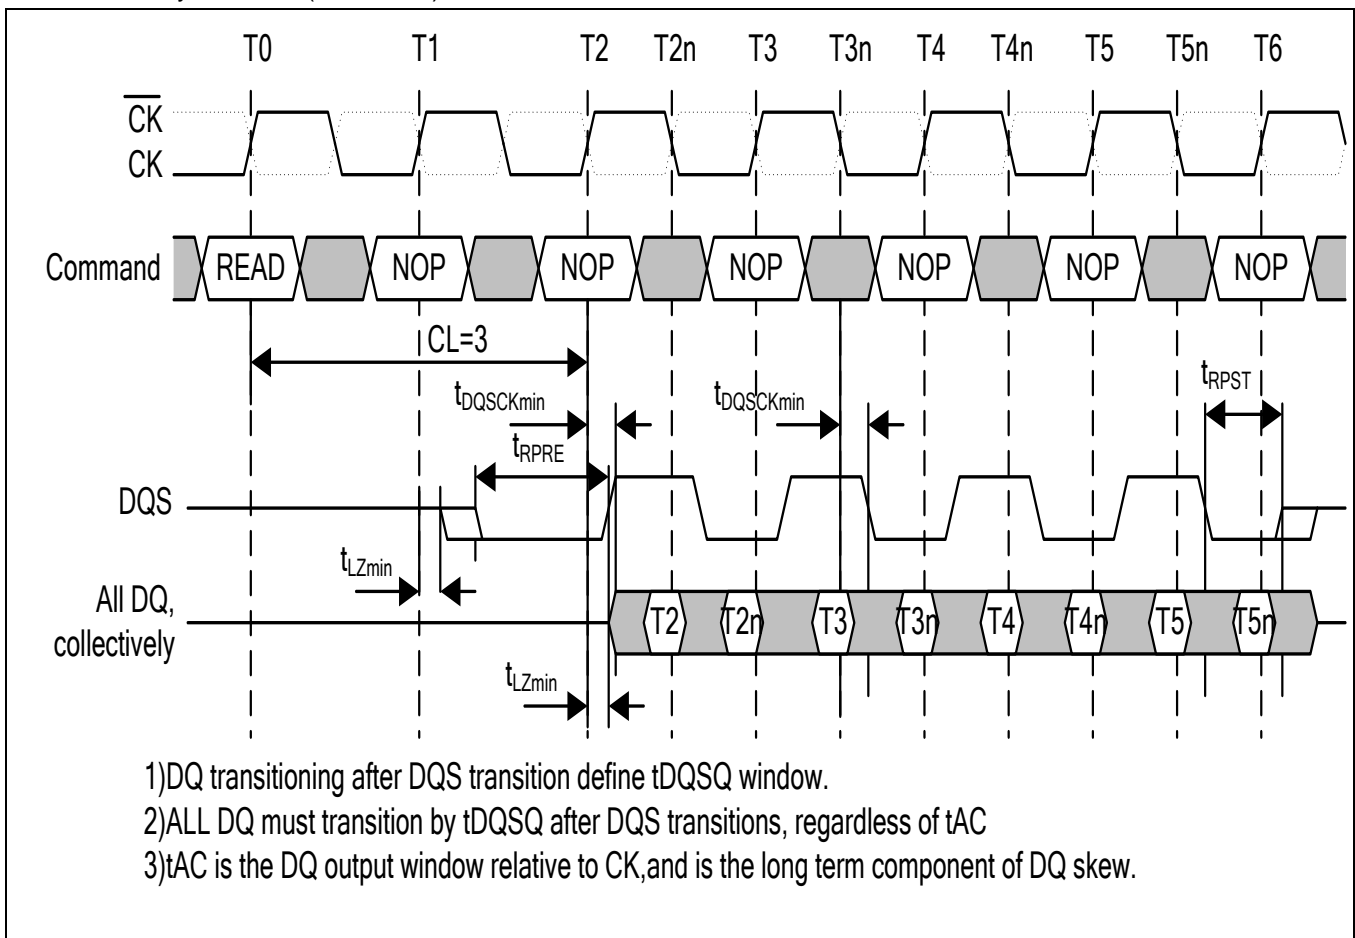 T0 T1 T2 T2n T3 T3n T4 T4n T5 T5n T6
CK
CK
Command READ NOP NOP NOP NOP NOP NOP
CL=3
tDQSCKmin tDQSCKmin tRPST
tRPRE
DQS
tLZmin
All DQ,
collectively
T2 T2n T3 T3n T4 T4n T5 T5n
tLZmin
1)DQ transitioning after DQS transition define tDQSQ window.
2)ALL DQ must transition by tDQSQ after DQS transitions, regardless of tAC
3)tAC is the DQ output window relative to CK,and is the long term component of DQ skew.